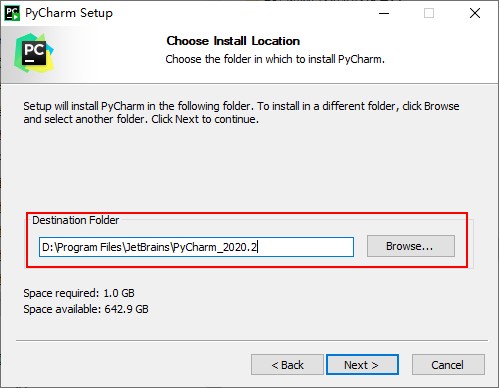 PyCharm Setup
PC
Choose Install Location
Choose the folder in which to install PyCharm.
Setup will install PyCharm in the following folder. To install in a different folder, click Browse
and select another folder. Click Next to continue.
Destination Folder
D:\Program Files\JetBrains\PyCharm_2020.2
Browse...
Space required: 1.0 GB
Space available: 642.9 GB
< Back
Next >
Cancel